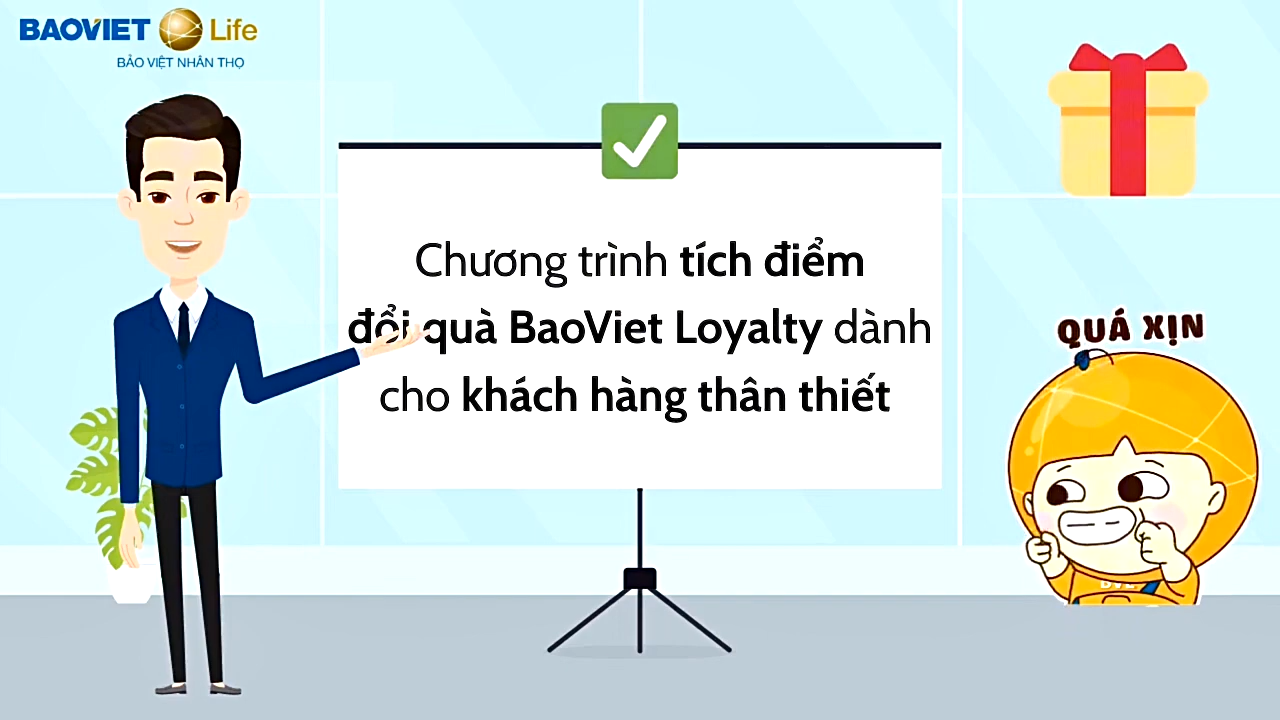 BAOVIET Life
BẢO VIỆT NHÂN THỌ
Chương trình tích điểm
đổi quà BaoViet Loyalty dành
cho khách hàng thân thiết
QUÁ XỊN